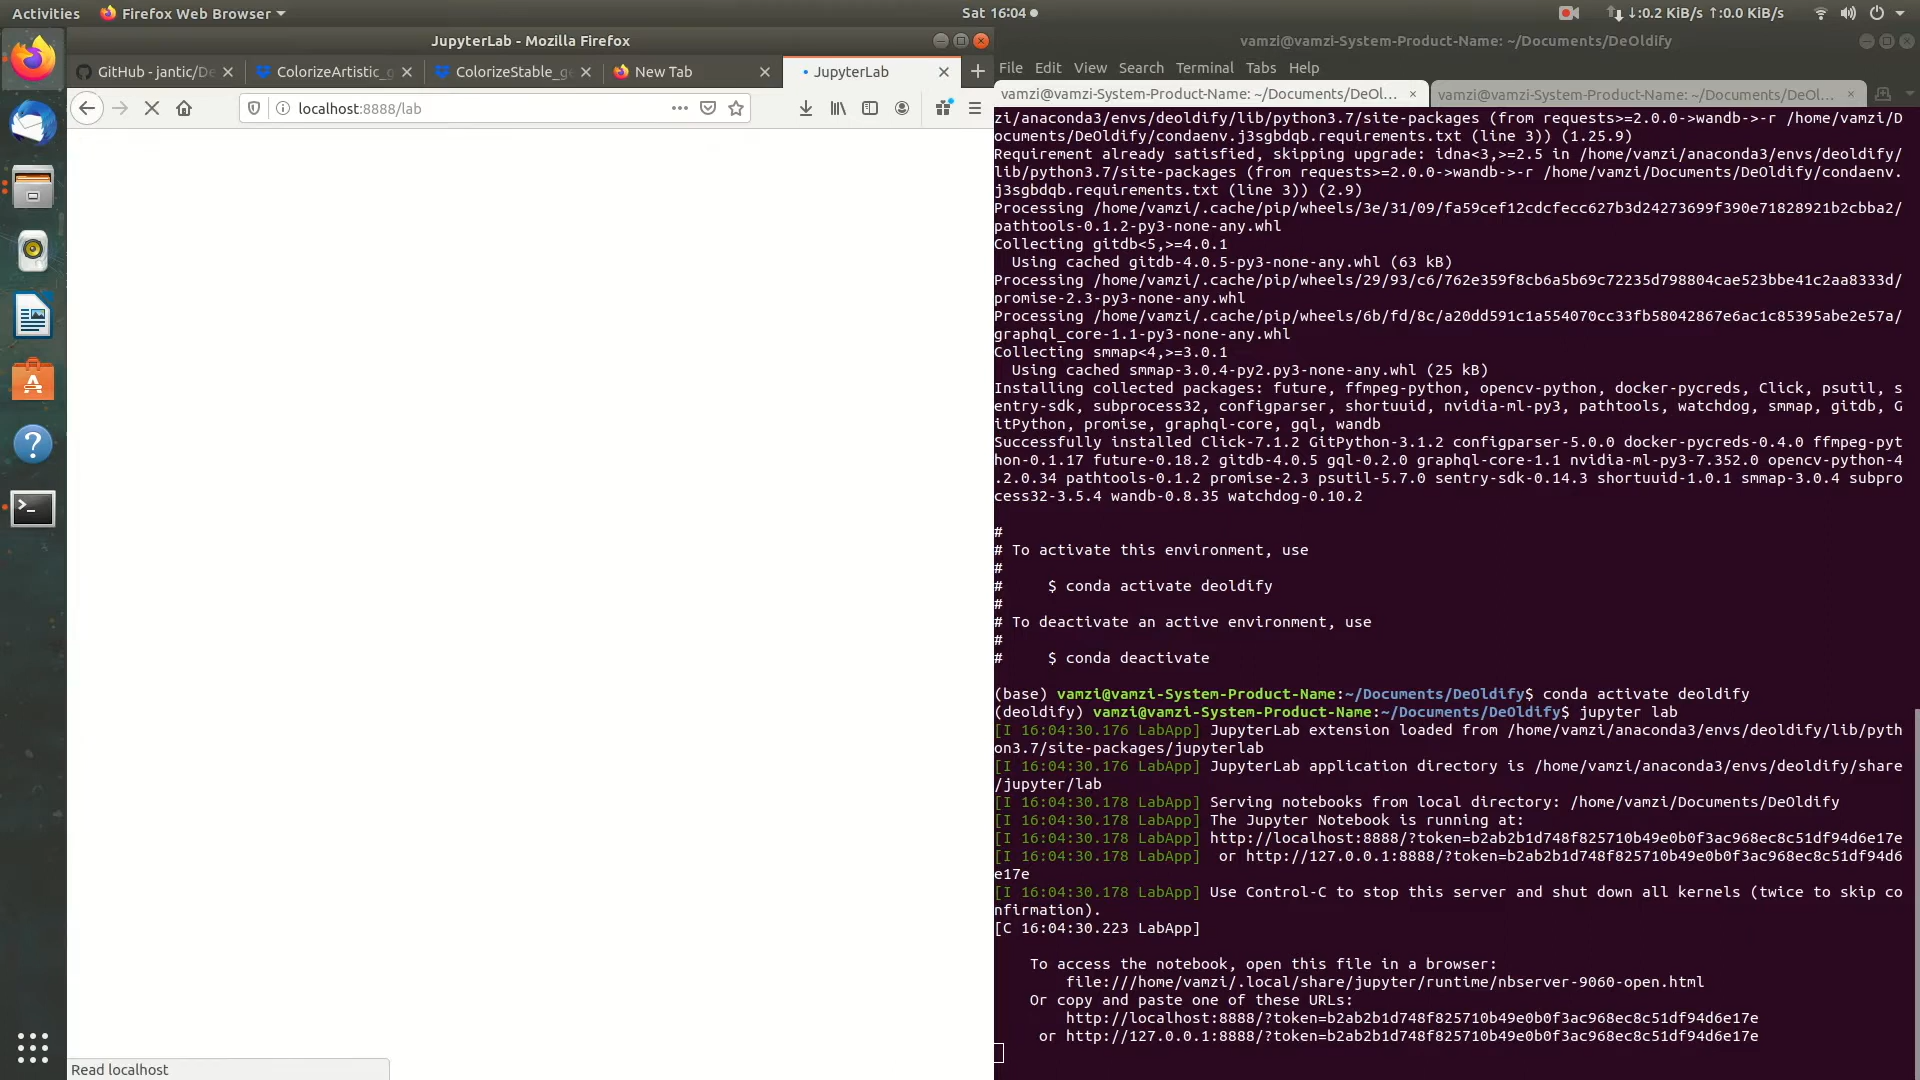 Activities
Firefox Web Browser
Sat 16:04
↓:0.2 KiB/s ↑:0.0 KiB/s
JupyterLab - Mozilla Firefox
GitHub - jantic/De
ColorizeArtistic_g
ColorizeStable_ge
New Tab
JupyterLab
localhost:8888/lab
Read localhost
vamzi@vamzi-System-Product-Name: ~/Documents/DeOldify
File Edit View Search Terminal Tabs Help
vamzi@vamzi-System-Product-Name: ~/Documents/DeOl...
vamzi@vamzi-System-Product-Name: ~/Documents/DeOl...
zi/anaconda3/envs/deoldify/lib/python3.7/site-packages (from requests>=2.0.0->wandb->-r /home/vamzi/D
ocuments/DeOldify/condaenv.j3sgbdqb.requirements.txt (line 3)) (1.25.9)
Requirement already satisfied, skipping upgrade: idna<3,>=2.5 in /home/vamzi/anaconda3/envs/deoldify/
lib/python3.7/site-packages (from requests>=2.0.0->wandb->-r /home/vamzi/Documents/DeOldify/condaenv.
j3sgbdqb.requirements.txt (line 3)) (2.9)
Processing /home/vamzi/.cache/pip/wheels/3e/31/09/fa59cef12cdcfecc627b3d24273699f390e71828921b2cbba2/
pathtools-0.1.2-py3-none-any.whl
Collecting gitdb<5,>=4.0.1
Using cached gitdb-4.0.5-py3-none-any.whl (63 kB)
Processing /home/vamzi/.cache/pip/wheels/29/93/c6/762e359f8cb6a5b69c72235d798804cae523bbe41c2aa8333d/
promise-2.3-py3-none-any.whl
Processing /home/vamzi/.cache/pip/wheels/6b/fd/8c/a20dd591c1a554070cc33fb58042867e6ac1c85395abe2e57a/
graphql_core-1.1-py3-none-any.whl
Collecting smmap<4,>=3.0.1
Using cached smmap-3.0.4-py2.py3-none-any.whl (25 kB)
Installing collected packages: future, ffmpeg-python, opencv-python, docker-pycreds, Click, psutil, s
entry-sdk, subprocess32, configparser, shortuuid, nvidia-ml-py3, pathtools, watchdog, smmap, gitdb, G
itPython, promise, graphql-core, gql, wandb
Successfully installed Click-7.1.2 GitPython-3.1.2 configparser-5.0.0 docker-pycreds-0.4.0 ffmpeg-pyt
hon-0.1.17 future-0.18.2 gitdb-4.0.5 gql-0.2.0 graphql-core-1.1 nvidia-ml-py3-7.352.0 opencv-python-4
.2.0.34 pathtools-0.1.2 promise-2.3 psutil-5.7.0 sentry-sdk-0.14.3 shortuuid-1.0.1 smmap-3.0.4 subpro
cess32-3.5.4 wandb-0.8.35 watchdog-0.10.2
#
# To activate this environment, use
#
# $ conda activate deoldify
#
# To deactivate an active environment, use
#
# $ conda deactivate
(base) vamzi@vamzi-System-Product-Name:~/Documents/DeOldify$ conda activate deoldify
(deoldify) vamzi@vamzi-System-Product-Name:~/Documents/DeOldify$ jupyter lab
[I 16:04:30.176 LabApp] JupyterLab extension loaded from /home/vamzi/anaconda3/envs/deoldify/lib/pyth
on3.7/site-packages/jupyterlab
[I 16:04:30.176 LabApp] JupyterLab application directory is /home/vamzi/anaconda3/envs/deoldify/share
/jupyter/lab
[I 16:04:30.178 LabApp] Serving notebooks from local directory: /home/vamzi/Documents/DeOldify
[I 16:04:30.178 LabApp] The Jupyter Notebook is running at:
[I 16:04:30.178 LabApp] http://localhost:8888/?token=b2ab2b1d748f825710b49e0b0f3ac968ec8c51df94d6e17e
[I 16:04:30.178 LabApp] or http://127.0.0.1:8888/?token=b2ab2b1d748f825710b49e0b0f3ac968ec8c51df94d6
e17e
[I 16:04:30.178 LabApp] Use Control-C to stop this server and shut down all kernels (twice to skip co
nfirmation).
[C 16:04:30.223 LabApp]
To access the notebook, open this file in a browser:
file:///home/vamzi/.local/share/jupyter/runtime/nbserver-9060-open.html
Or copy and paste one of these URLs:
http://localhost:8888/?token=b2ab2b1d748f825710b49e0b0f3ac968ec8c51df94d6e17e
or http://127.0.0.1:8888/?token=b2ab2b1d748f825710b49e0b0f3ac968ec8c51df94d6e17e